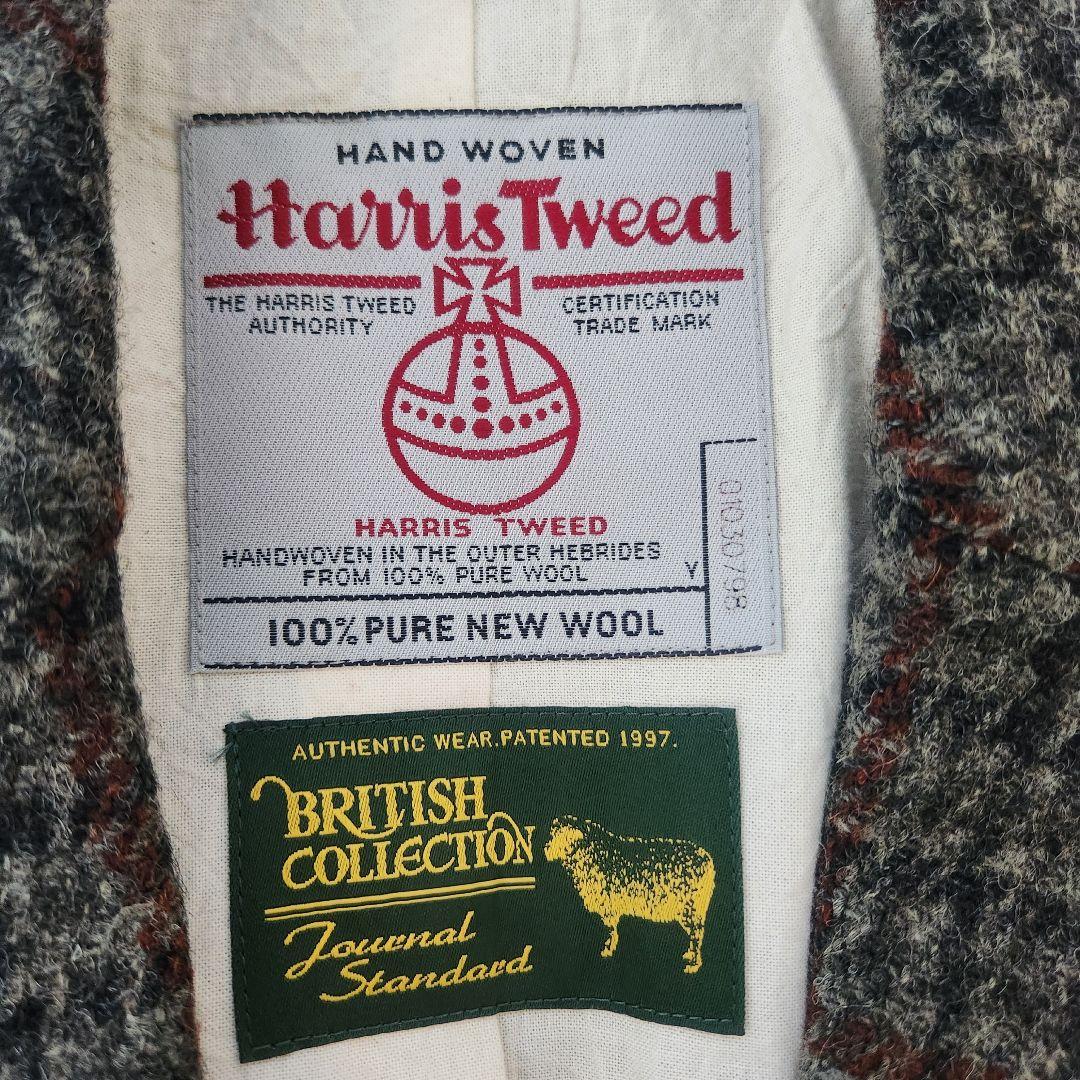 HAND WOVEN
Harris Tweed
THE HARRIS TWEED
AUTHORITY
CERTIFICATION
TRADE MARK
HARRIS TWEED
HANDWOVEN IN THE OUTER HEBRIDES
FROM 100% PURE WOOL
Y
100% PURE NEW WOOL
AUTHENTIC WEAR.PATENTED 1997.
BRITISH
COLLECTION
Journal
Standard